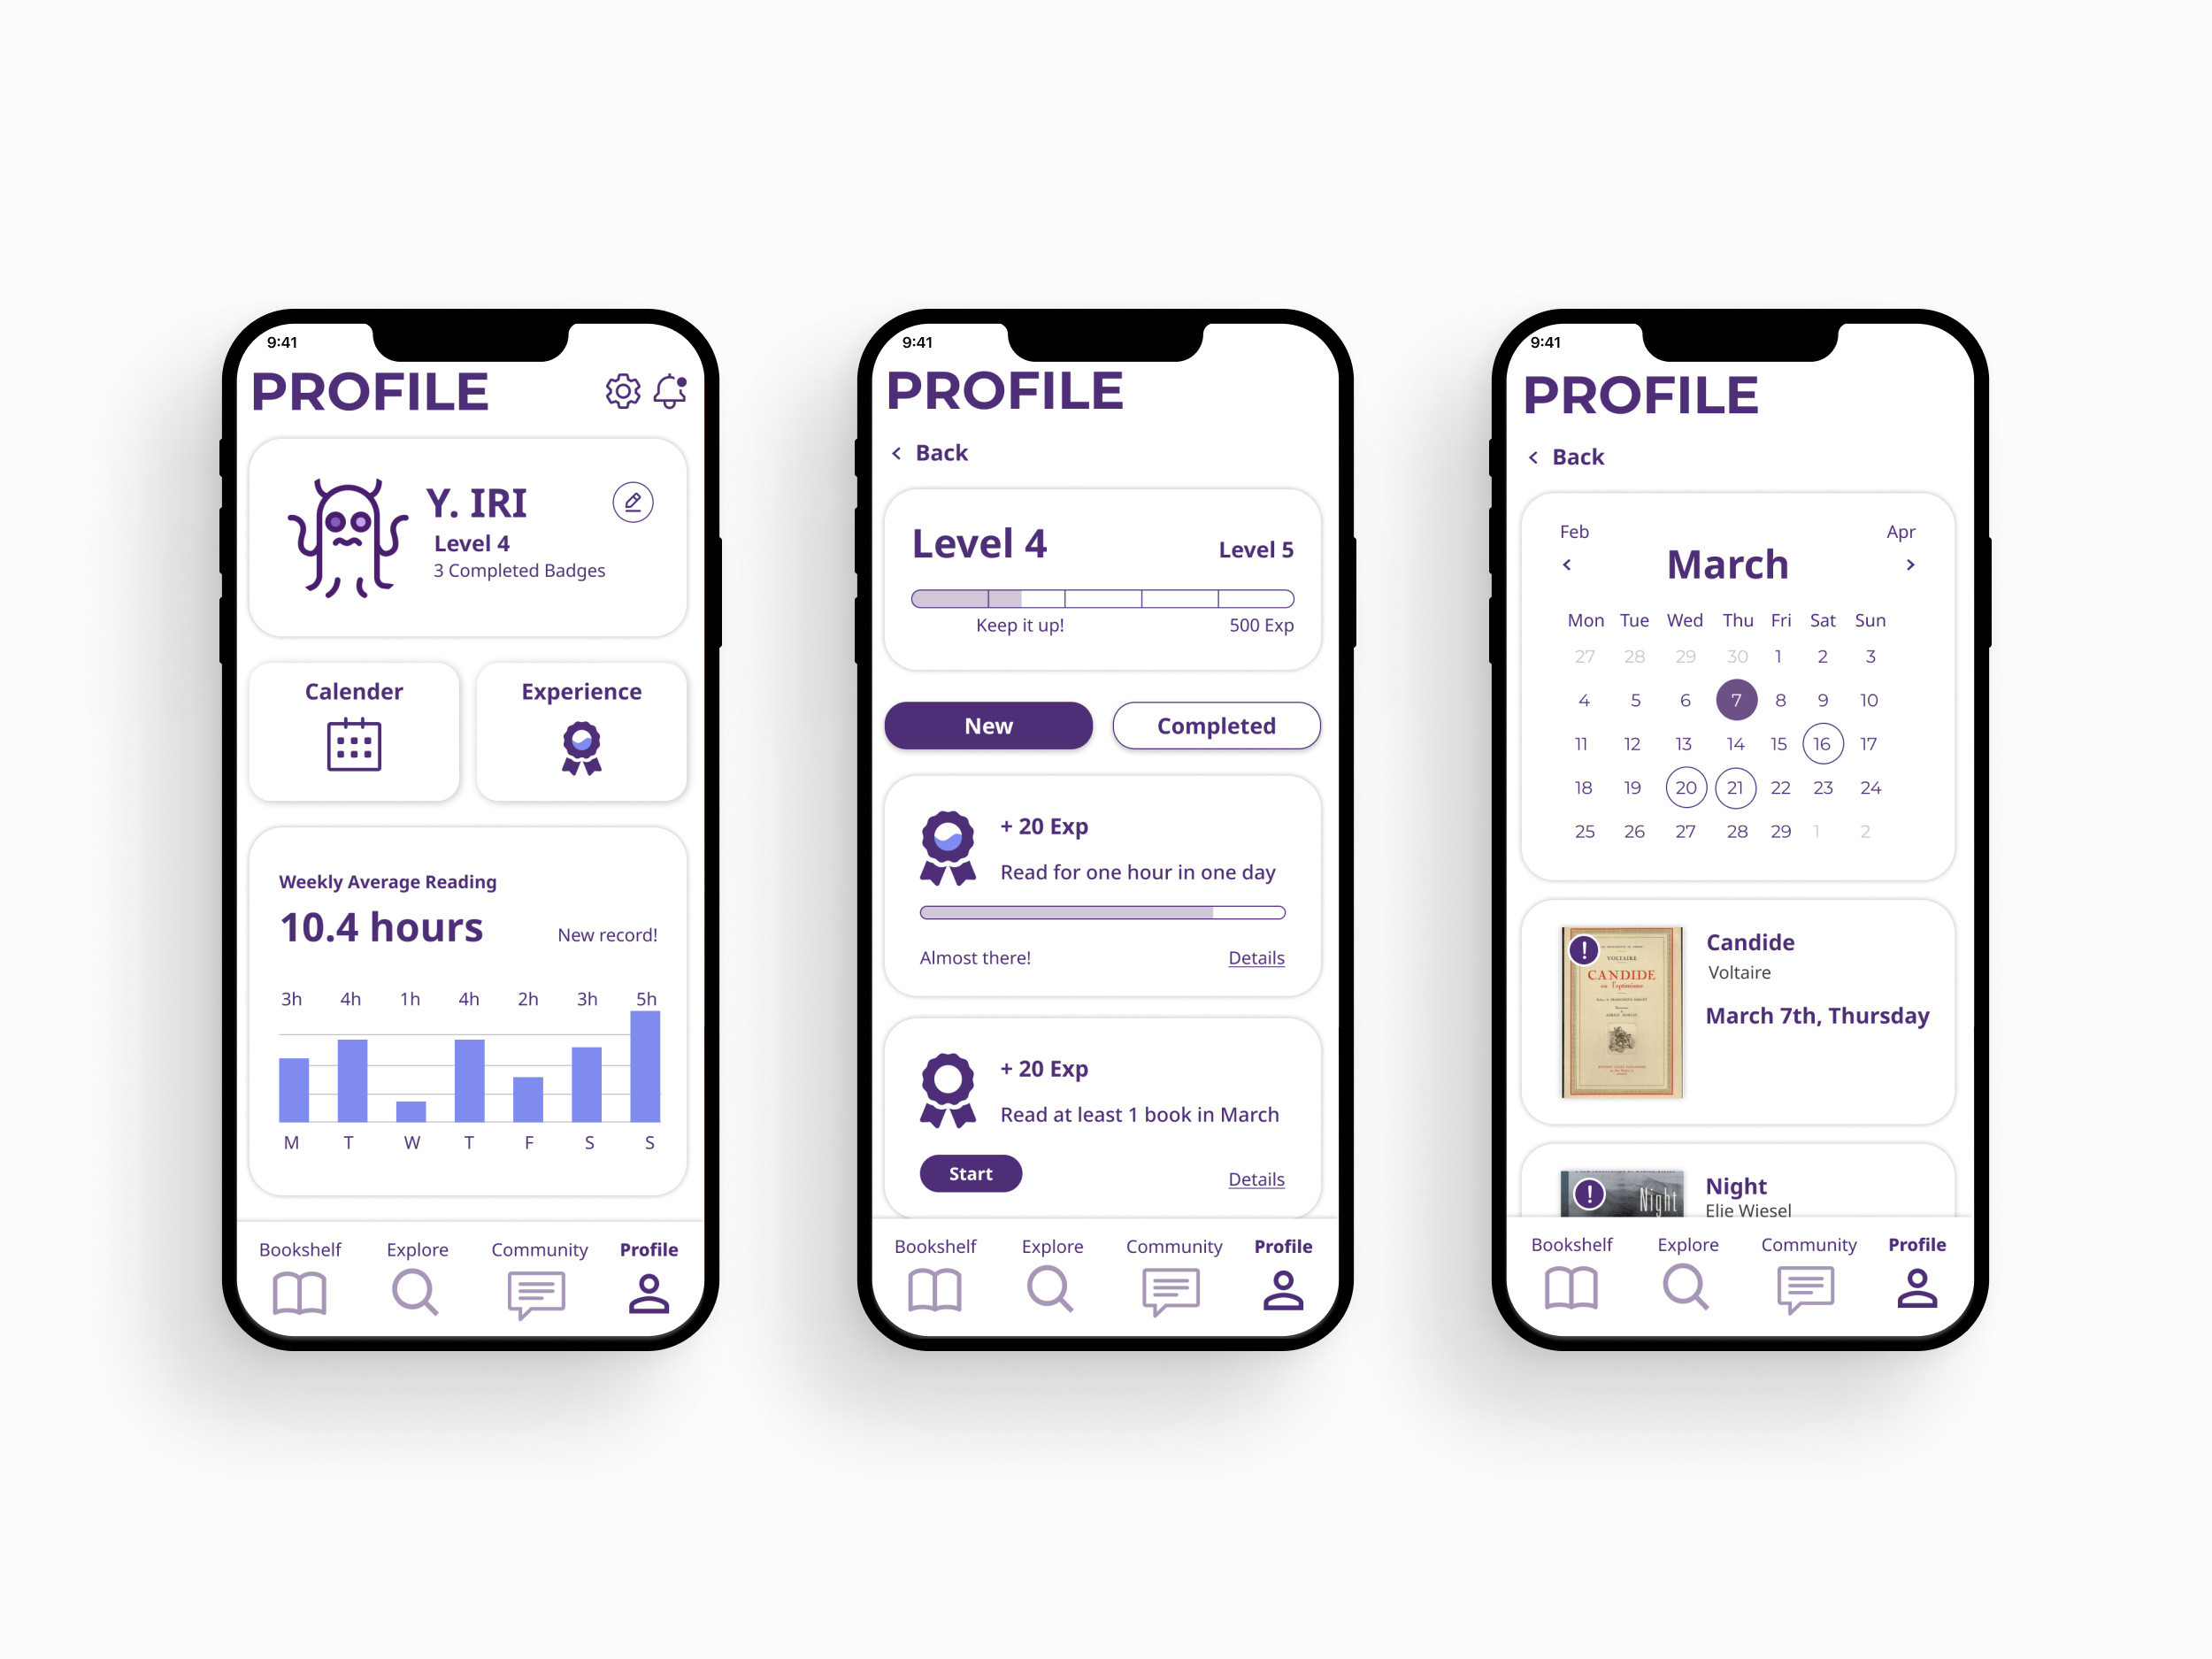 9:41
PROFILE
Y. IRI
Level 4
3 Completed Badges
Calender
Experience
Weekly Average Reading
10.4 hours
New record!
3h 4h 1h 4h 2h 3h 5h
M T W T F S S
Bookshelf Explore Community Profile
9:41
PROFILE
< Back
Level 4
Level 5
Keep it up!
500 Exp
New
Completed
+ 20 Exp
Read for one hour in one day
Almost there!
Details
+ 20 Exp
Read at least 1 book in March
Start
Details
Bookshelf Explore Community Profile
9:41
PROFILE
< Back
Feb
Apr
< March >
Mon Tue Wed Thu Fri Sat Sun
27 28 29 30 1 2 3
4 5 6 7 8 9 10
11 12 13 14 15 16 17
18 19 20 21 22 23 24
25 26 27 28 29 1 2
!
VOLTAIRE
CANDIDE
ou l'optimisme
Candide
Voltaire
March 7th, Thursday
!
Night
Night
Elie Wiesel
Bookshelf Explore Community Profile